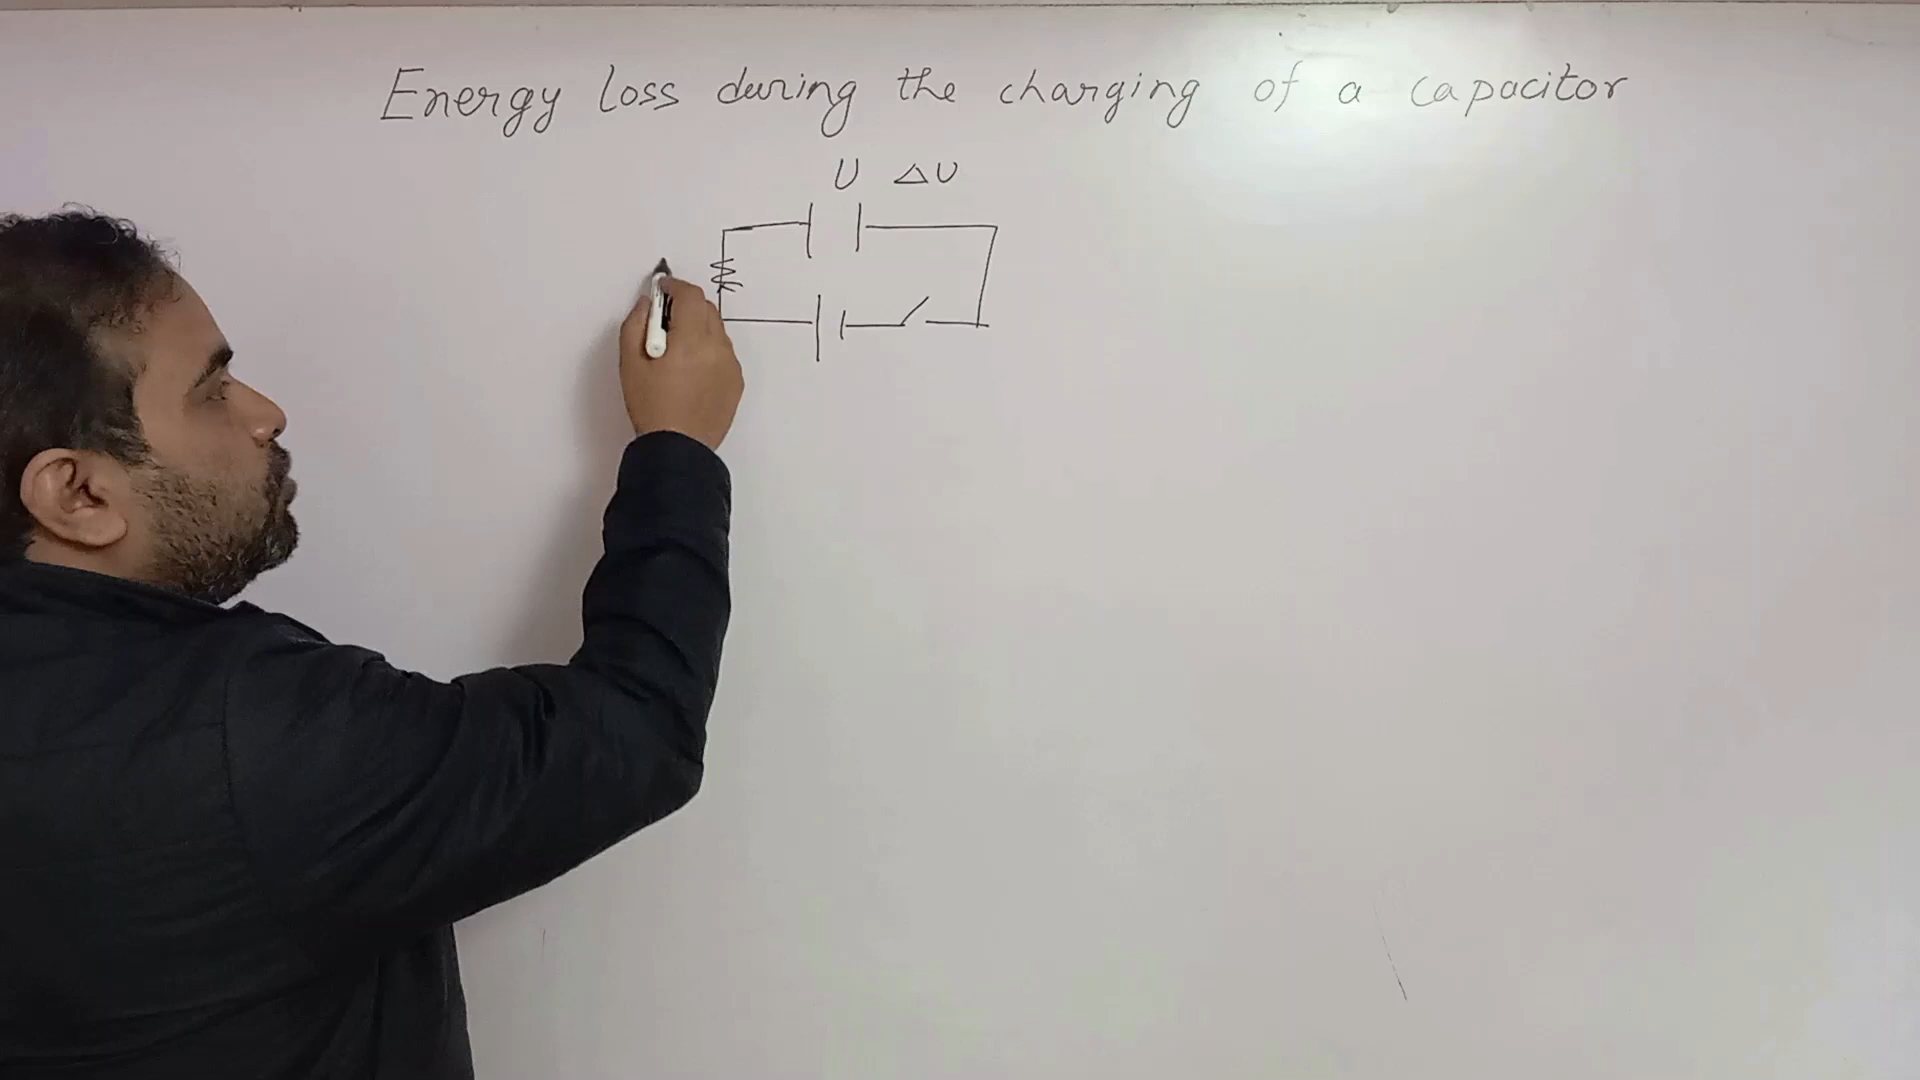 Energy loss during the charging of a capacitor
U ΔU